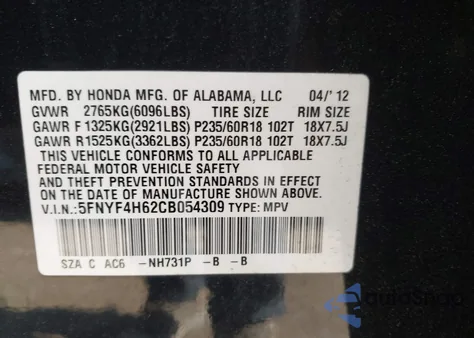 MFD. BY HONDA MFG. OF ALABAMA, LLC 04/'12
GVWR 2765KG(6096LBS) TIRE SIZE RIM SIZE
GAWR F 1325KG(2921LBS) P235/60R18 102T 18X7.5J
GAWR R 1525KG(3362LBS) P235/60R18 102T 18X7.5J
THIS VEHICLE CONFORMS TO ALL APPLICABLE
FEDERAL MOTOR VEHICLE SAFETY
AND THEFT PREVENTION STANDARDS IN EFFECT
ON THE DATE OF MANUFACTURE SHOWN ABOVE.
V.I.N.: 5FNYF4H62CB054309 TYPE: MPV
SZA C AC6 -NH731P -B -B
AutoSnap